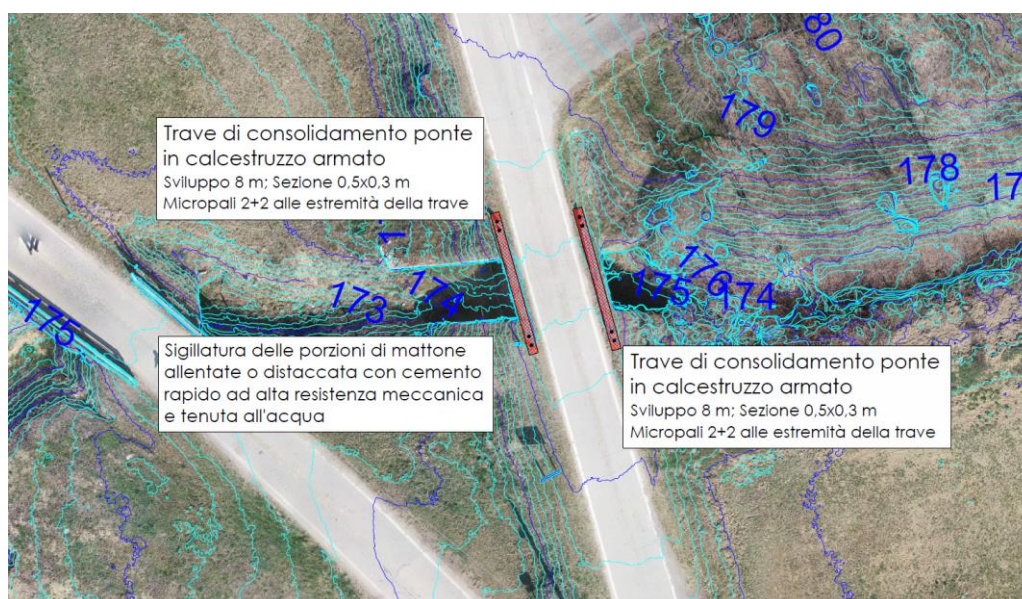 80
179
178
17
Trave di consolidamento ponte
in calcestruzzo armato
Sviluppo 8 m; Sezione 0,5x0,3 m
Micropali 2+2 alle estremità della trave
1
173
174
175
176
174
175
Sigillatura delle porzioni di mattone
allentate o distaccata con cemento
rapido ad alta resistenza meccanica
e tenuta all'acqua
Trave di consolidamento ponte
in calcestruzzo armato
Sviluppo 8 m; Sezione 0,5x0,3 m
Micropali 2+2 alle estremità della trave